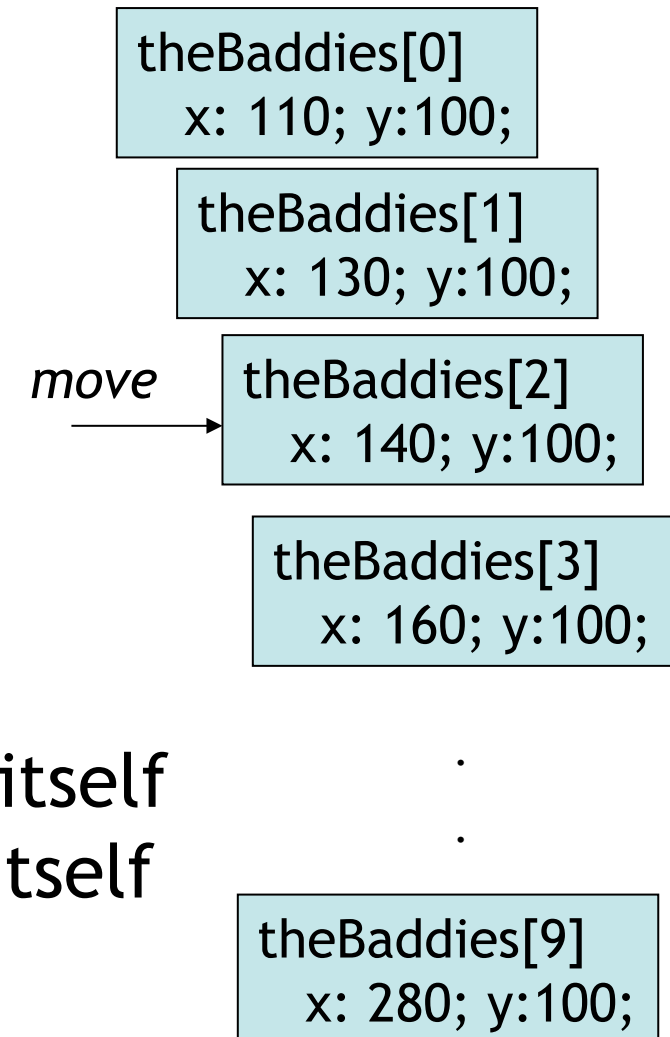 theBaddies[0]
x: 110; y:100;
theBaddies[1]
x: 130; y:100;
move
theBaddies[2]
x: 140; y:100;
theBaddies[3]
x: 160; y:100;
itself
.
.
tself
theBaddies[9]
x: 280; y:100;